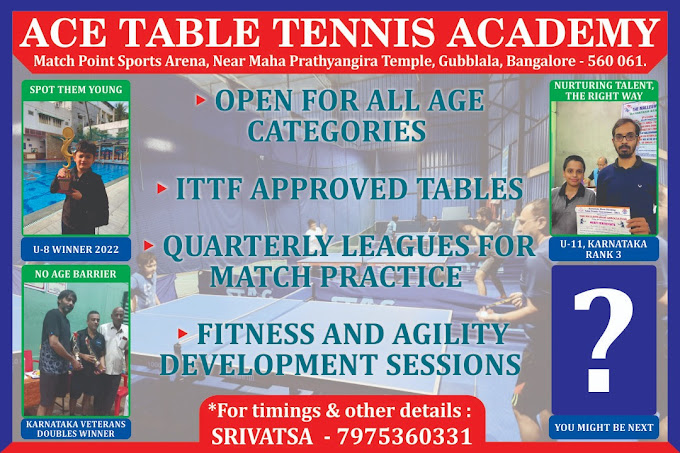 ACE TABLE TENNIS ACADEMY
Match Point Sports Arena, Near Maha Prathyangira Temple, Gubblala, Bangalore - 560 061.
SPOT THEM YOUNG
U-8 WINNER 2022
NO AGE BARRIER
KARNATAKA VETERANS
DOUBLES WINNER
OPEN FOR ALL AGE
CATEGORIES
ITTF APPROVED TABLES
QUARTERLY LEAGUES FOR
MATCH PRACTICE
FITNESS AND AGILITY
DEVELOPMENT SESSIONS
*For timings & other details :
SRIVATSA - 7975360331
NURTURING TALENT,
THE RIGHT WAY
U-11, KARNATAKA
RANK 3
?
YOU MIGHT BE NEXT